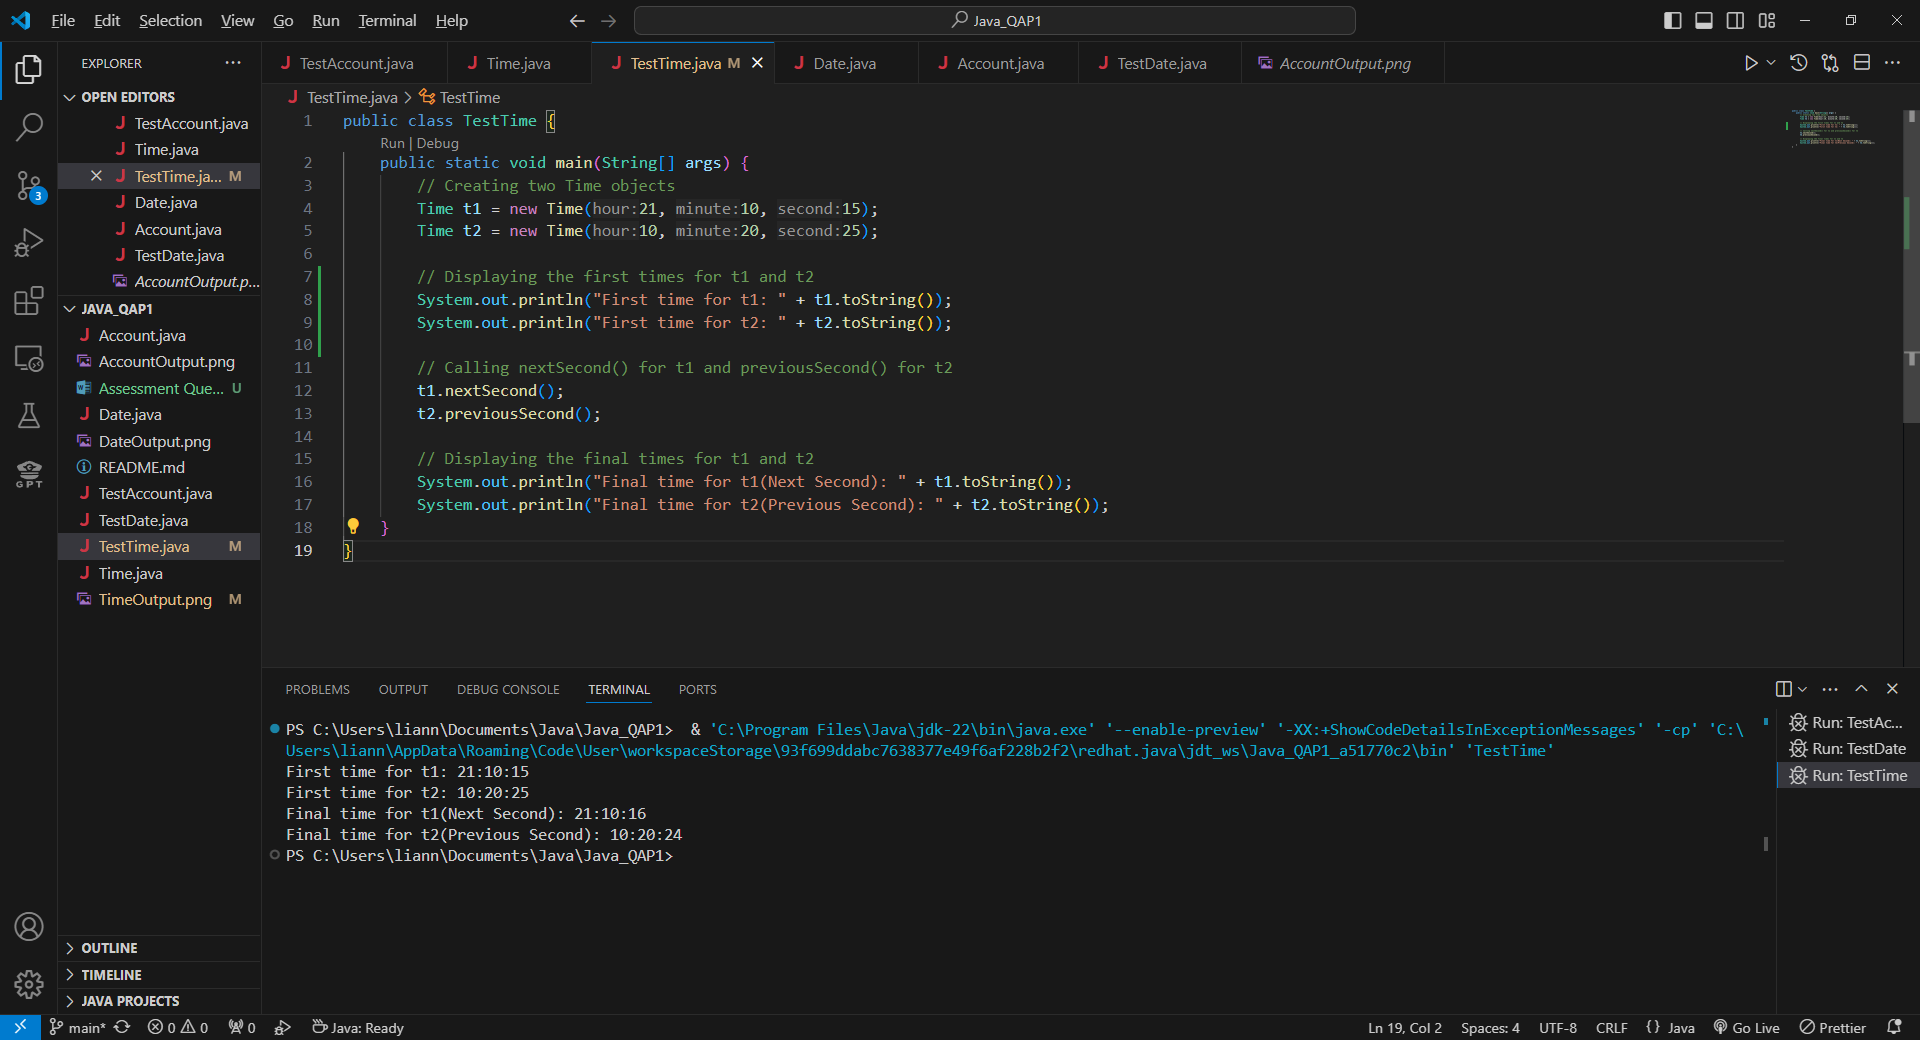 File Edit Selection View Go Run Terminal Help
Java_QAP1
EXPLORER
TestAccount.java Time.java TestTime.java M Date.java Account.java TestDate.java AccountOutput.png
OPEN EDITORS
TestAccount.java
Time.java
TestTime.ja... M
Date.java
Account.java
TestDate.java
AccountOutput.p...
JAVA_QAP1
Account.java
AccountOutput.png
Assessment Que... U
Date.java
DateOutput.png
README.md
TestAccount.java
TestDate.java
TestTime.java M
Time.java
TimeOutput.png M
OUTLINE
TIMELINE
JAVA PROJECTS
3
GPT
TestTime.java > TestTime
1 public class TestTime {
Run | Debug
2 public static void main(String[] args) {
3 // Creating two Time objects
4 Time t1 = new Time(hour:21, minute:10, second:15);
5 Time t2 = new Time(hour:10, minute:20, second:25);
6
7 // Displaying the first times for t1 and t2
8 System.out.println("First time for t1: " + t1.toString());
9 System.out.println("First time for t2: " + t2.toString());
10
11 // Calling nextSecond() for t1 and previousSecond() for t2
12 t1.nextSecond();
13 t2.previousSecond();
14
15 // Displaying the final times for t1 and t2
16 System.out.println("Final time for t1(Next Second): " + t1.toString());
17 System.out.println("Final time for t2(Previous Second): " + t2.toString());
18 }
19 }
PROBLEMS OUTPUT DEBUG CONSOLE TERMINAL PORTS
PS C:\Users\liann\Documents\Java\Java_QAP1> & 'C:\Program Files\Java\jdk-22\bin\java.exe' '--enable-preview' '-XX:+ShowCodeDetailsInExceptionMessages' '-cp' 'C:\
Users\liann\AppData\Roaming\Code\User\workspaceStorage\93f699ddabc7638377e49f6af228b2f2\redhat.java\jdt_ws\Java_QAP1_a51770c2\bin' 'TestTime'
First time for t1: 21:10:15
First time for t2: 10:20:25
Final time for t1(Next Second): 21:10:16
Final time for t2(Previous Second): 10:20:24
PS C:\Users\liann\Documents\Java\Java_QAP1>
Run: TestAc...
Run: TestDate
Run: TestTime
main* 0 0 0 Java: Ready
Ln 19, Col 2 Spaces: 4 UTF-8 CRLF {} Java Go Live Prettier